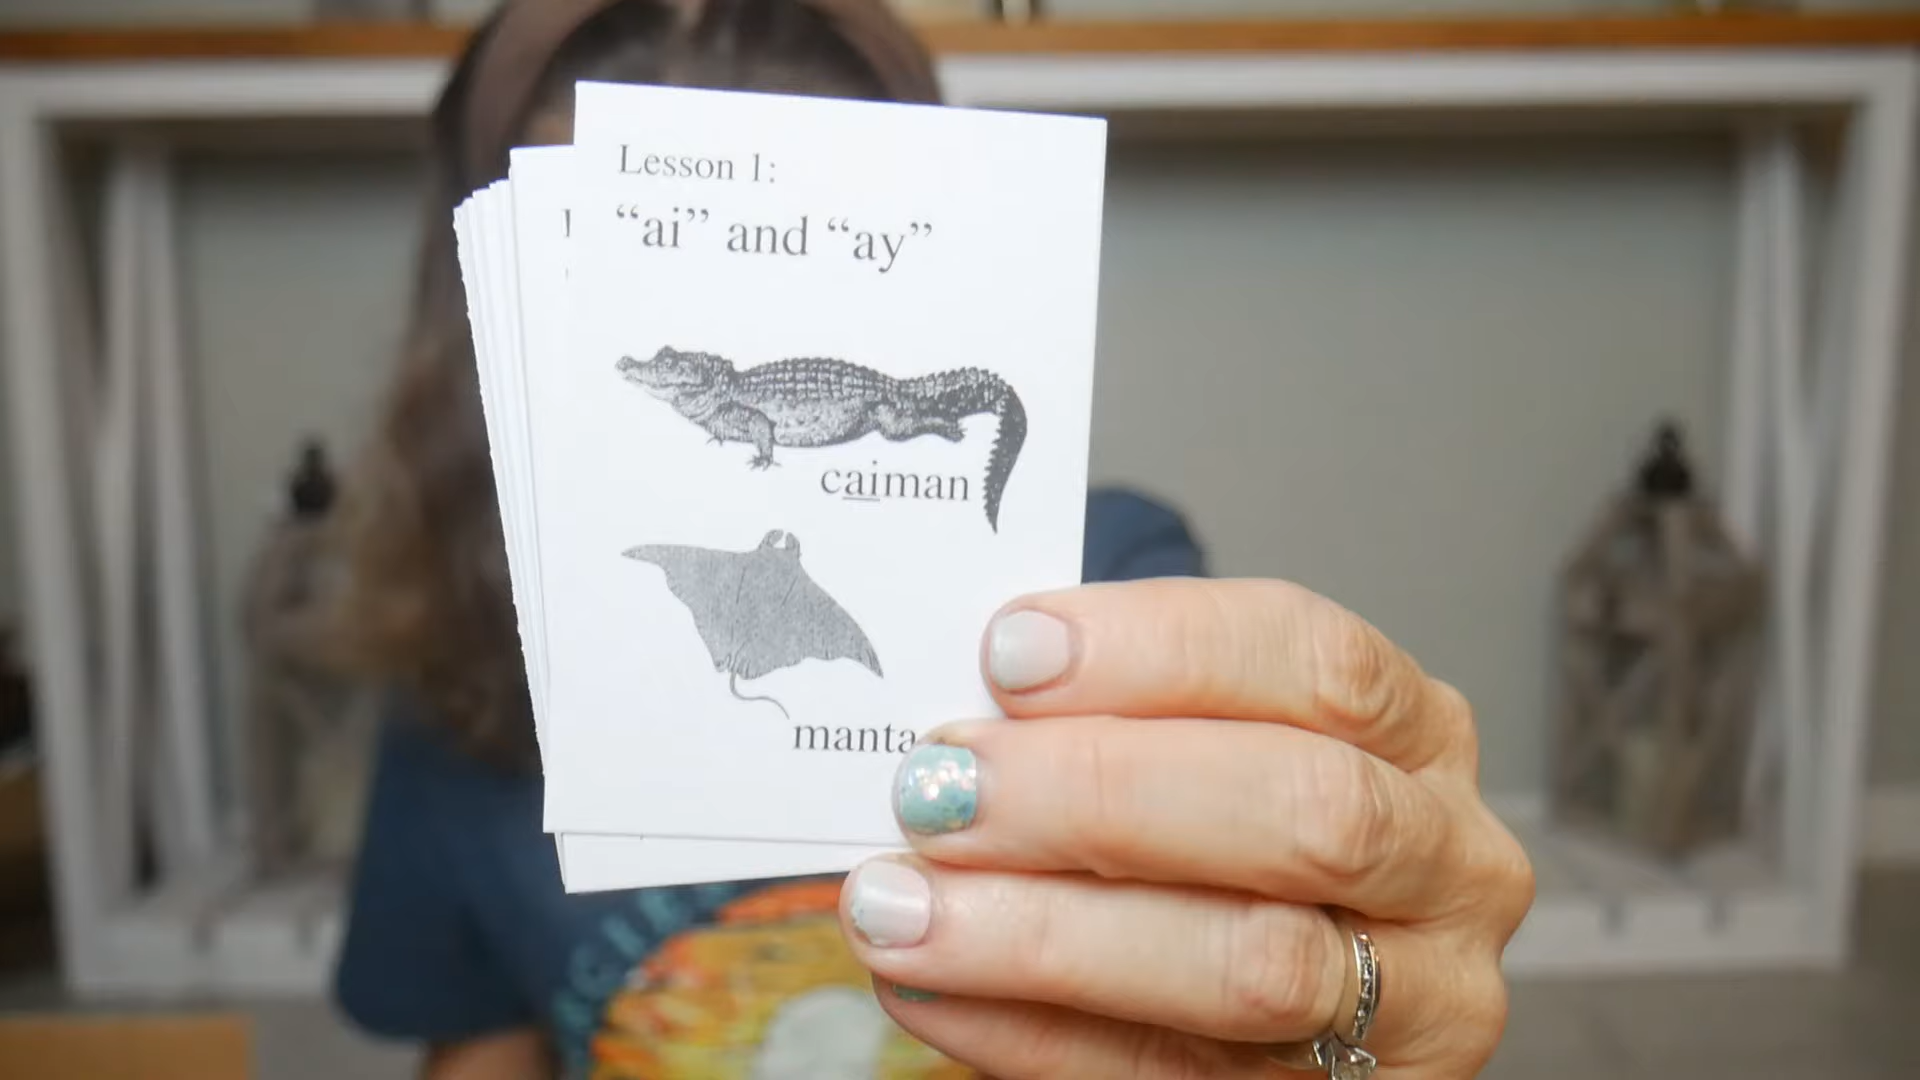 Lesson 1:
“ai” and “ay”
caiman
manta